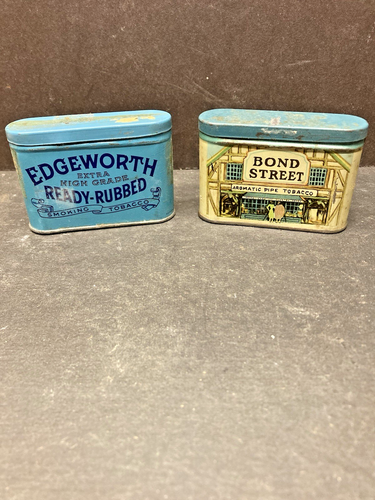 EDGEWORTH
EXTRA
HIGH GRADE
READY-RUBBED
SMOKING TOBACCO
BOND
STREET
AROMATIC PIPE TOBACCO